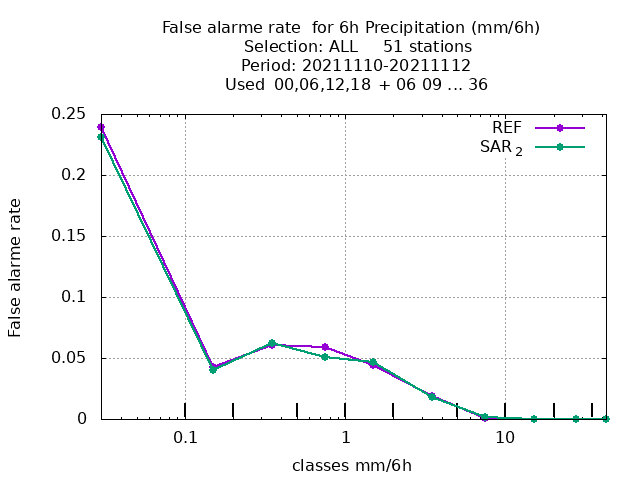 False alarme rate  for 6h Precipitation (mm/6h)
Selection: ALL     51 stations
Period: 20211110-20211112
Used  00,06,12,18  + 06 09 ... 36
0.25
0.2
0.15
0.1
0.05
0
False alarme rate
REF
SAR 2
0.1 1 10
classes mm/6h